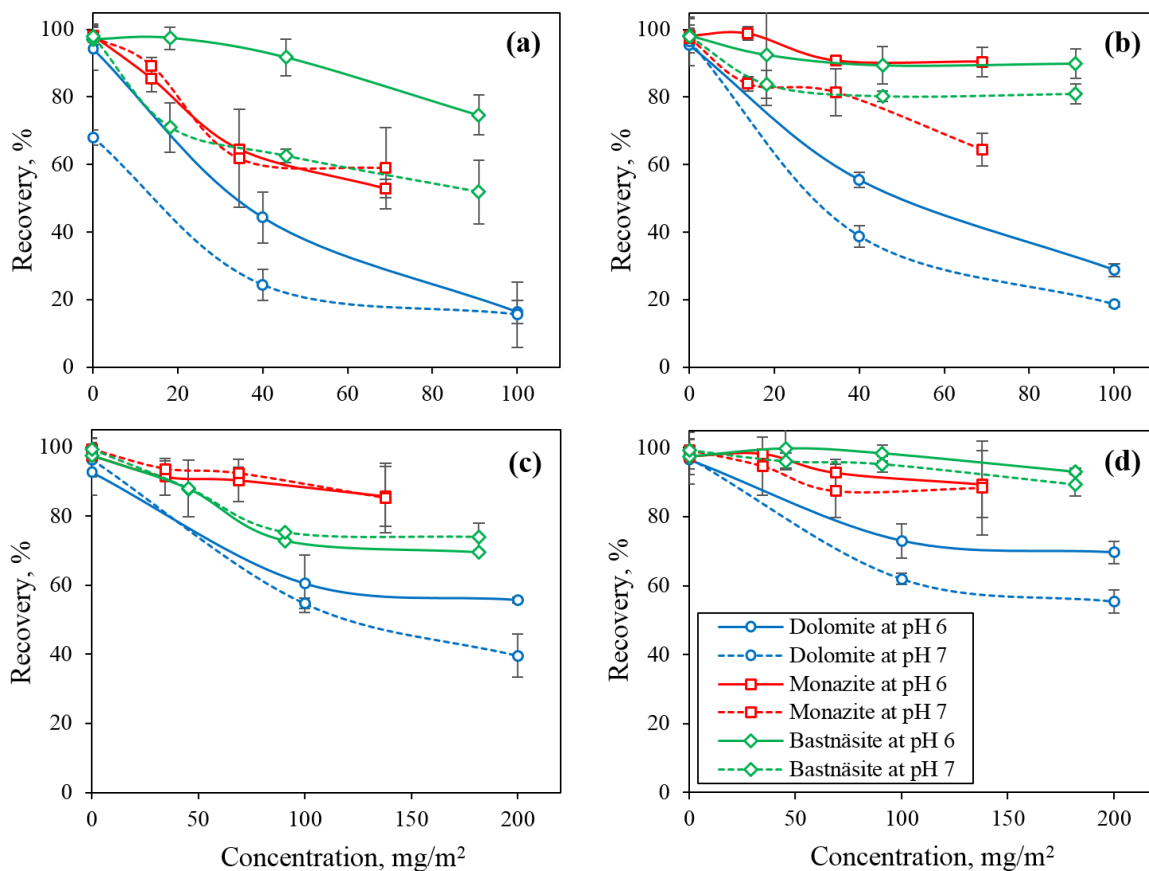 (a)
Recovery, %
100
80
60
40
20
0
0 20 40 60 80 100
(b)
Recovery, %
100
80
60
40
20
0
0 20 40 60 80 100
(c)
Recovery, %
100
80
60
40
20
0
0 50 100 150 200
Concentration, mg/m²
(d)
Recovery, %
100
80
60
40
20
0
Dolomite at pH 6
Dolomite at pH 7
Monazite at pH 6
Monazite at pH 7
Bastnäsite at pH 6
Bastnäsite at pH 7
0 50 100 150 200
Concentration, mg/m²